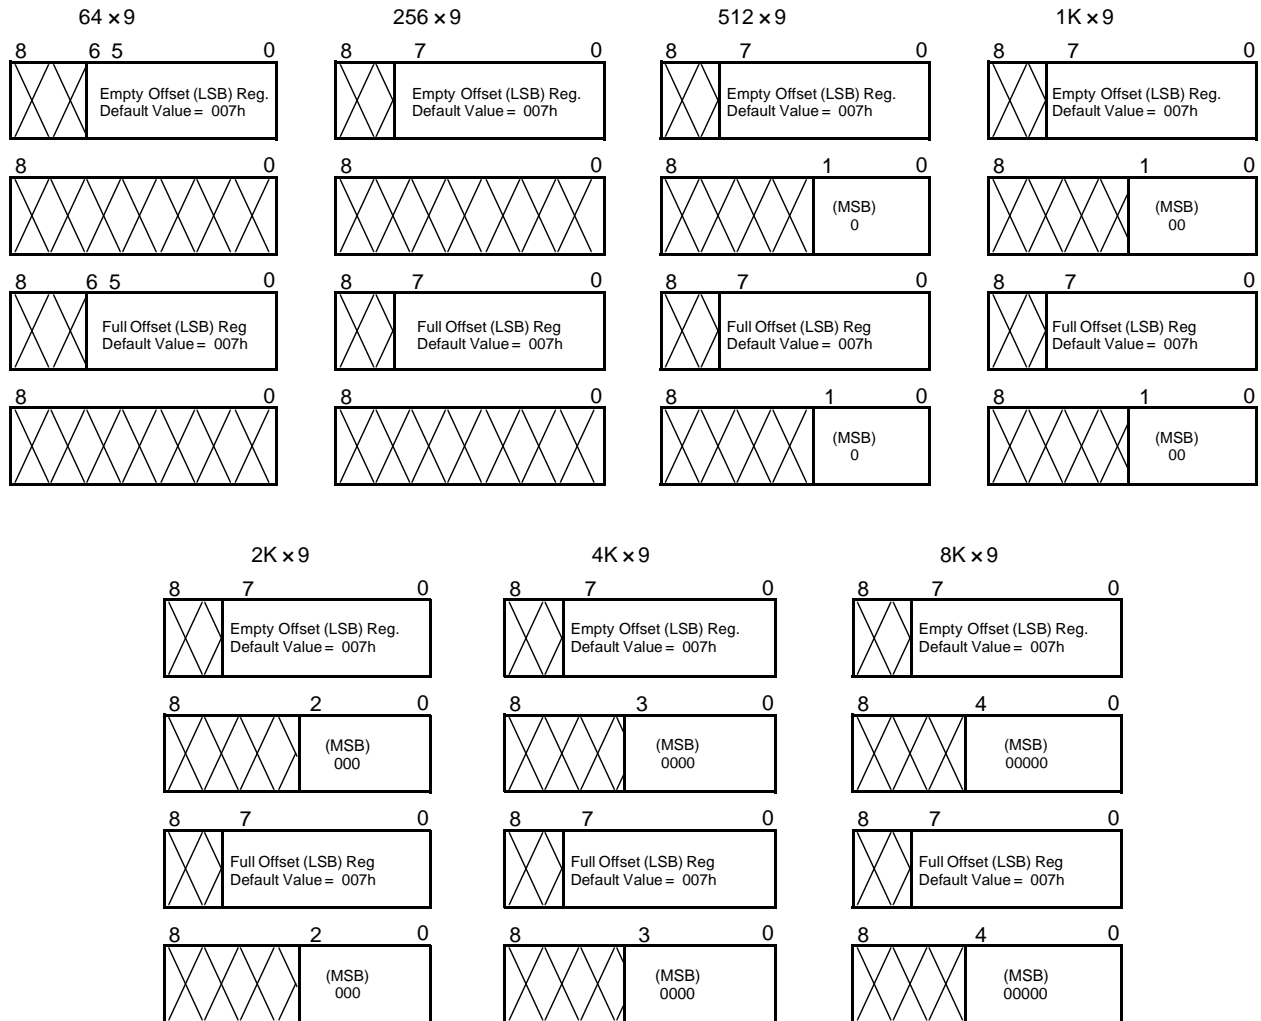 64 × 9 256 × 9 512 × 9 1K × 9
8 6 5 0 8 7 0 8 7 0 8 7 0
Empty Offset (LSB) Reg. Empty Offset (LSB) Reg. Empty Offset (LSB) Reg. Empty Offset (LSB) Reg.
Default Value = 007h Default Value = 007h Default Value = 007h Default Value = 007h
8 0 8 0 8 1 0 8 1 0
(MSB) (MSB)
0 00
8 6 5 0 8 7 0 8 7 0 8 7 0
Full Offset (LSB) Reg Full Offset (LSB) Reg Full Offset (LSB) Reg Full Offset (LSB) Reg
Default Value = 007h Default Value = 007h Default Value = 007h Default Value = 007h
8 0 8 0 8 1 0 8 1 0
(MSB) (MSB)
0 00
2K × 9 4K × 9 8K × 9
8 7 0 8 7 0 8 7 0
Empty Offset (LSB) Reg. Empty Offset (LSB) Reg. Empty Offset (LSB) Reg.
Default Value = 007h Default Value = 007h Default Value = 007h
8 2 0 8 3 0 8 4 0
(MSB) (MSB) (MSB)
000 0000 00000
8 7 0 8 7 0 8 7 0
Full Offset (LSB) Reg Full Offset (LSB) Reg Full Offset (LSB) Reg
Default Value = 007h Default Value = 007h Default Value = 007h
8 2 0 8 3 0 8 4 0
(MSB) (MSB) (MSB)
000 0000 00000